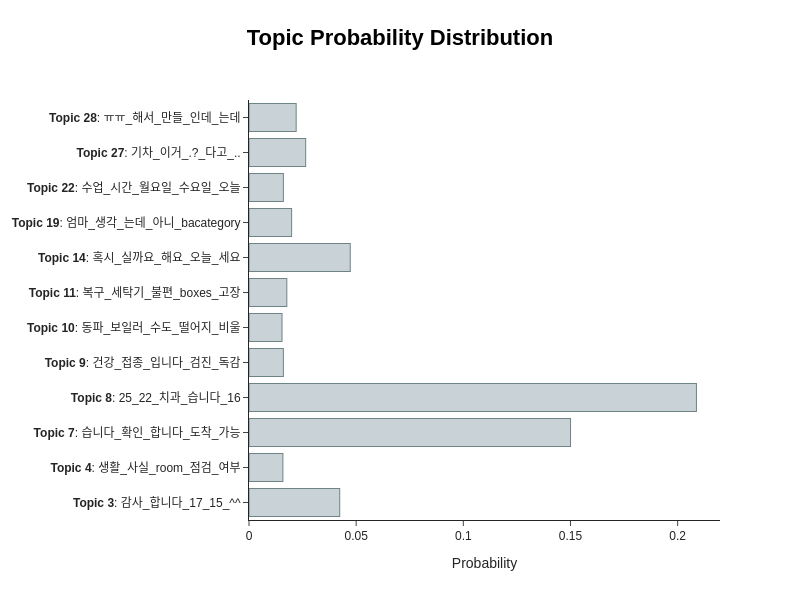 Topic Probability Distribution
Topic 28: ㅠㅠ_해서_만들_인데_는데
Topic 27: 기차_이거_.?_다고_..
Topic 22: 수업_시간_월요일_수요일_오늘
Topic 19: 엄마_생각_는데_아니_bacategory
Topic 14: 혹시_실까요_해요_오늘_세요
Topic 11: 복구_세탁기_불편_boxes_고장
Topic 10: 동파_보일러_수도_떨어지_비울
Topic 9: 건강_접종_입니다_검진_독감
Topic 8: 25_22_치과_습니다_16
Topic 7: 습니다_확인_합니다_도착_가능
Topic 4: 생활_사실_room_점검_여부
Topic 3: 감사_합니다_17_15_^^
0 0.05 0.1 0.15 0.2
Probability